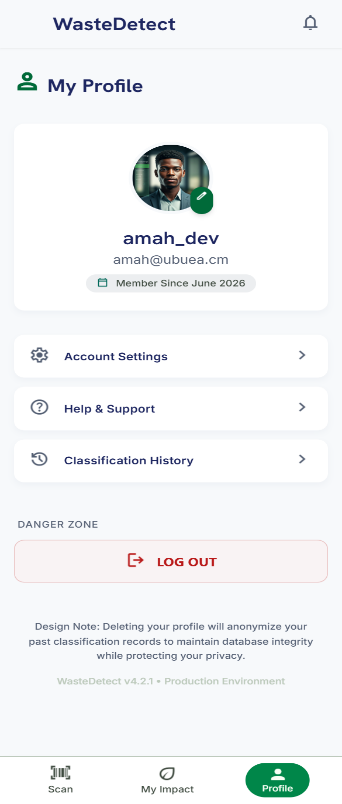 WasteDetect
My Profile
amah_dev
amah@ubuea.cm
Member Since June 2026
Account Settings
Help & Support
Classification History
DANGER ZONE
LOG OUT
Design Note: Deleting your profile will anonymize your
past classification records to maintain database integrity
while protecting your privacy.
WasteDetect v4.2.1 • Production Environment
Scan
My Impact
Profile